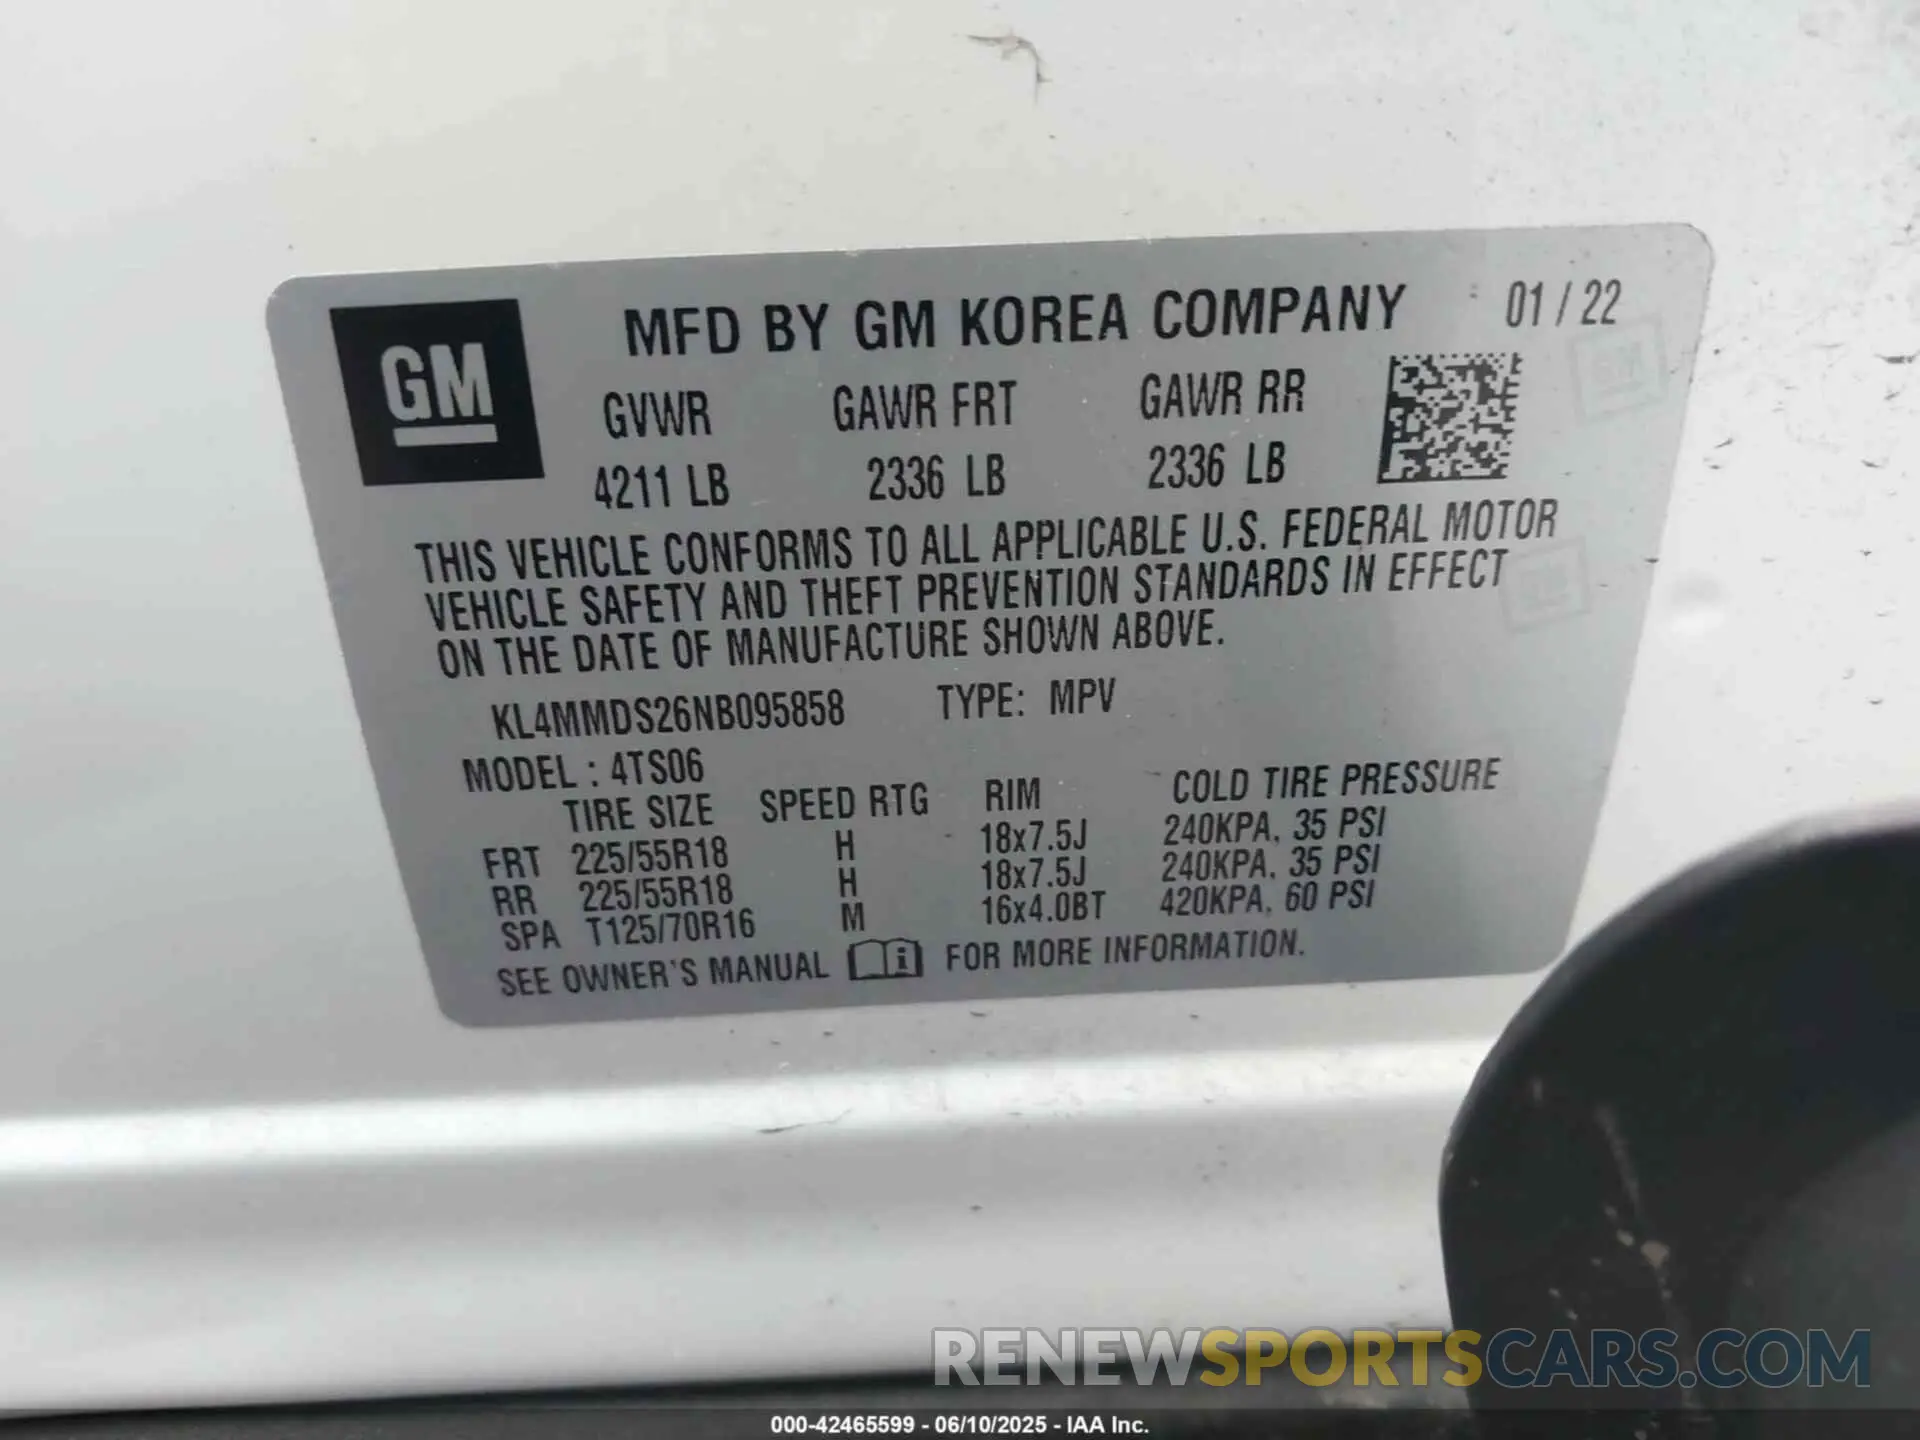 GM
MFD BY GM KOREA COMPANY 01 / 22
GVWR GAWR FRT GAWR RR
4211 LB 2336 LB 2336 LB
THIS VEHICLE CONFORMS TO ALL APPLICABLE U.S. FEDERAL MOTOR
VEHICLE SAFETY AND THEFT PREVENTION STANDARDS IN EFFECT
ON THE DATE OF MANUFACTURE SHOWN ABOVE.
KL4MMDS26NB095858 TYPE: MPV
MODEL : 4TS06
TIRE SIZE SPEED RTG RIM COLD TIRE PRESSURE
FRT 225/55R18 H 18x7.5J 240KPA, 35 PSI
RR 225/55R18 H 18x7.5J 240KPA, 35 PSI
SPA T125/70R16 M 16x4.0BT 420KPA, 60 PSI
SEE OWNER'S MANUAL i FOR MORE INFORMATION.
RENEWSPORTSCARS.COM
000-42465599 - 06/10/2025 - IAA Inc.